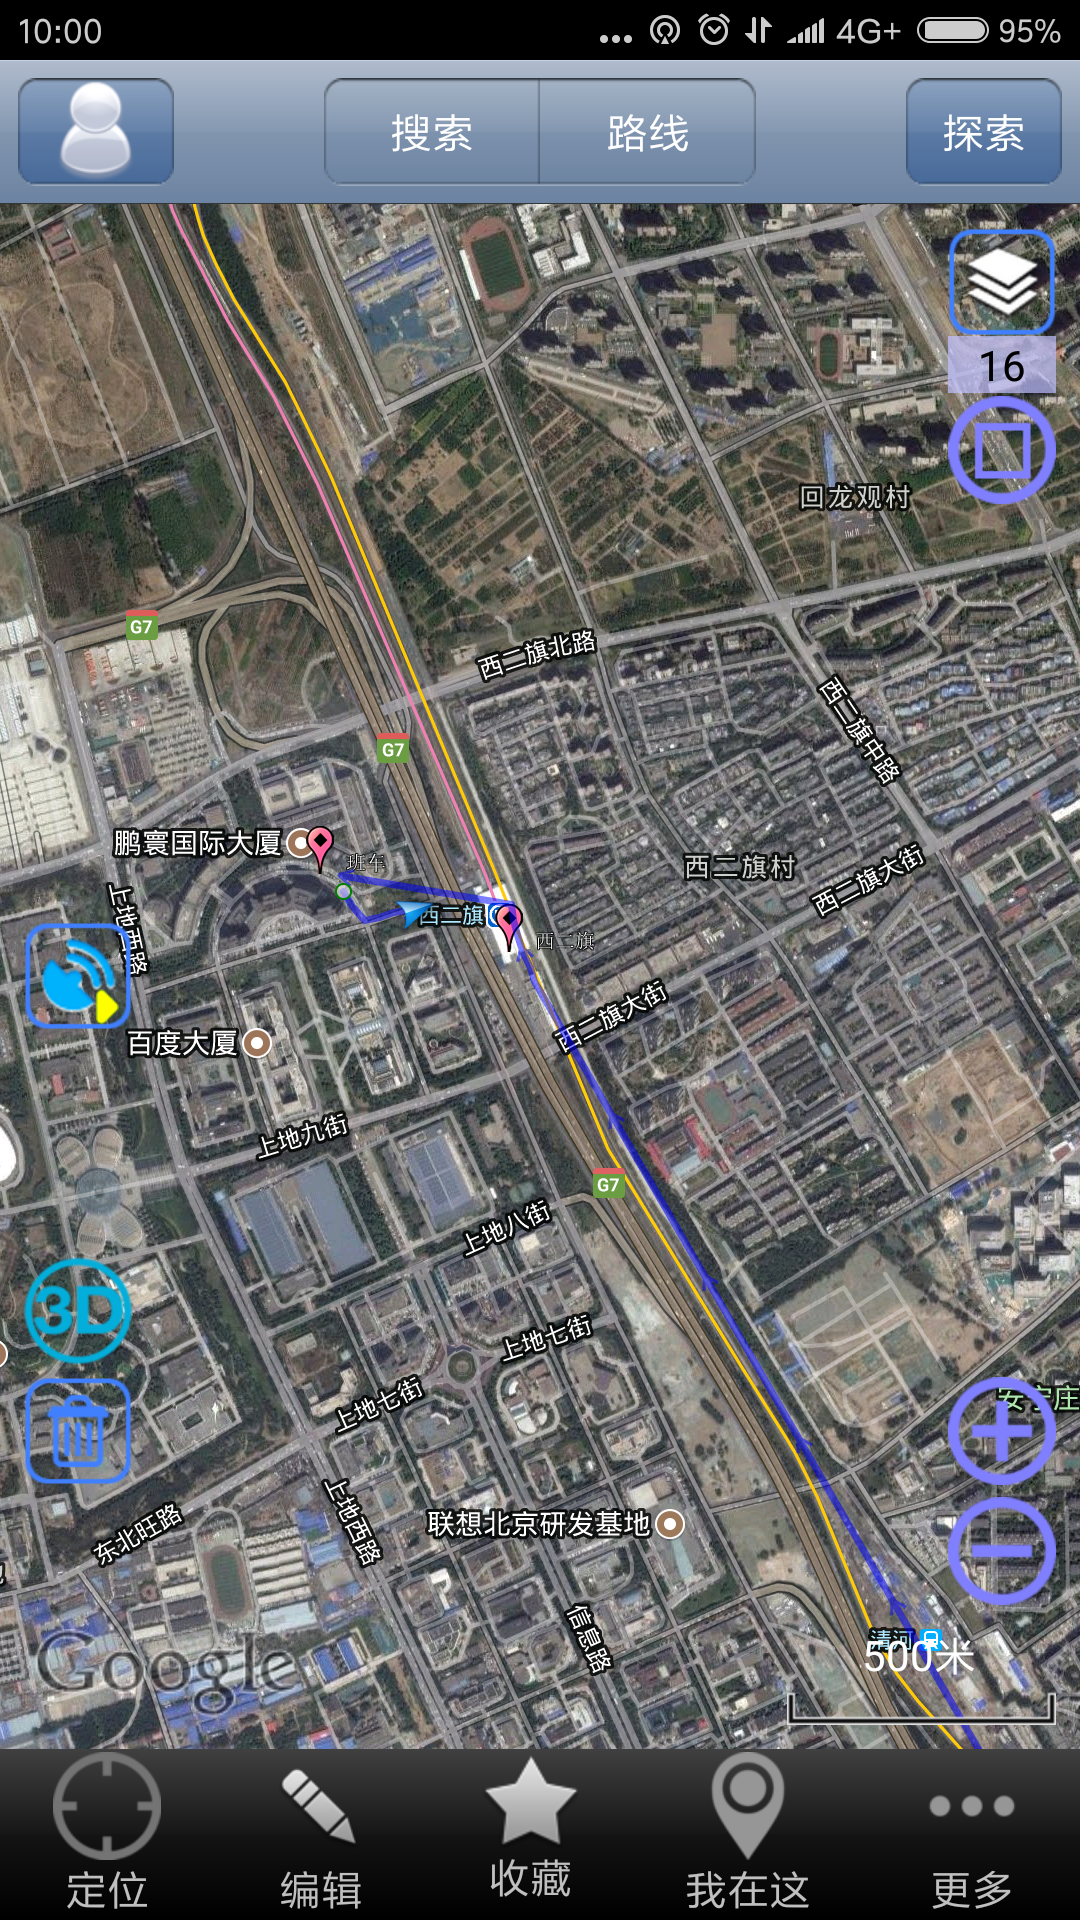 10:00
4G+
95%
搜索
路线
探索
16
回龙观村
G7
西二旗北路
西二旗中路
G7
鹏寰国际大厦
班车
西二旗村
西二旗大街
上地西路
西二旗
西二旗
西二旗大街
百度大厦
上地九街
G7
上地八街
3D
上地七街
上地七街
安宁庄
上地西路
东北旺路
联想北京研发基地
信息路
清河
500米
Google
定位
编辑
收藏
我在这
更多